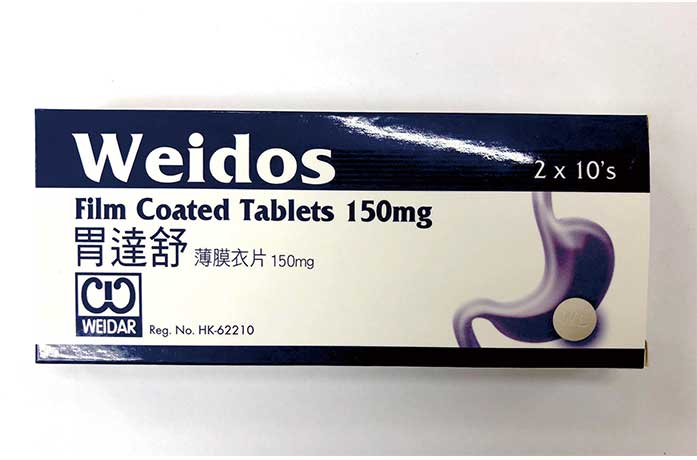 Weidos
2 x 10's
Film Coated Tablets 150mg
胃達舒 薄膜衣片 150mg
WEIDAR
Reg. No. HK-62210